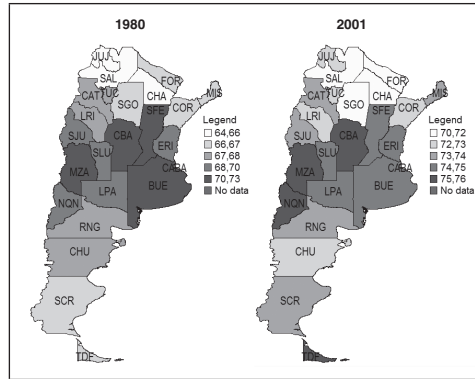 1980
JUJ
SAL
FOR
CAT
TUC
CHA
MIS
SGO
SFE
COR
LRI
SJU
CBA
ERI
SLU
MZA
CABA
LPA
BUE
NQN
RNG
CHU
SCR
TDF
Legend
64,66
66,67
67,68
68,70
70,73
No data
2001
JUJ
SAL
FOR
CAT
TUC
CHA
MIS
SGO
SFE
COR
LRI
SJU
CBA
ERI
SLU
MZA
CABA
LPA
BUE
NQN
RNG
CHU
SCR
TDF
Legend
70,72
72,73
73,74
74,75
75,76
No data